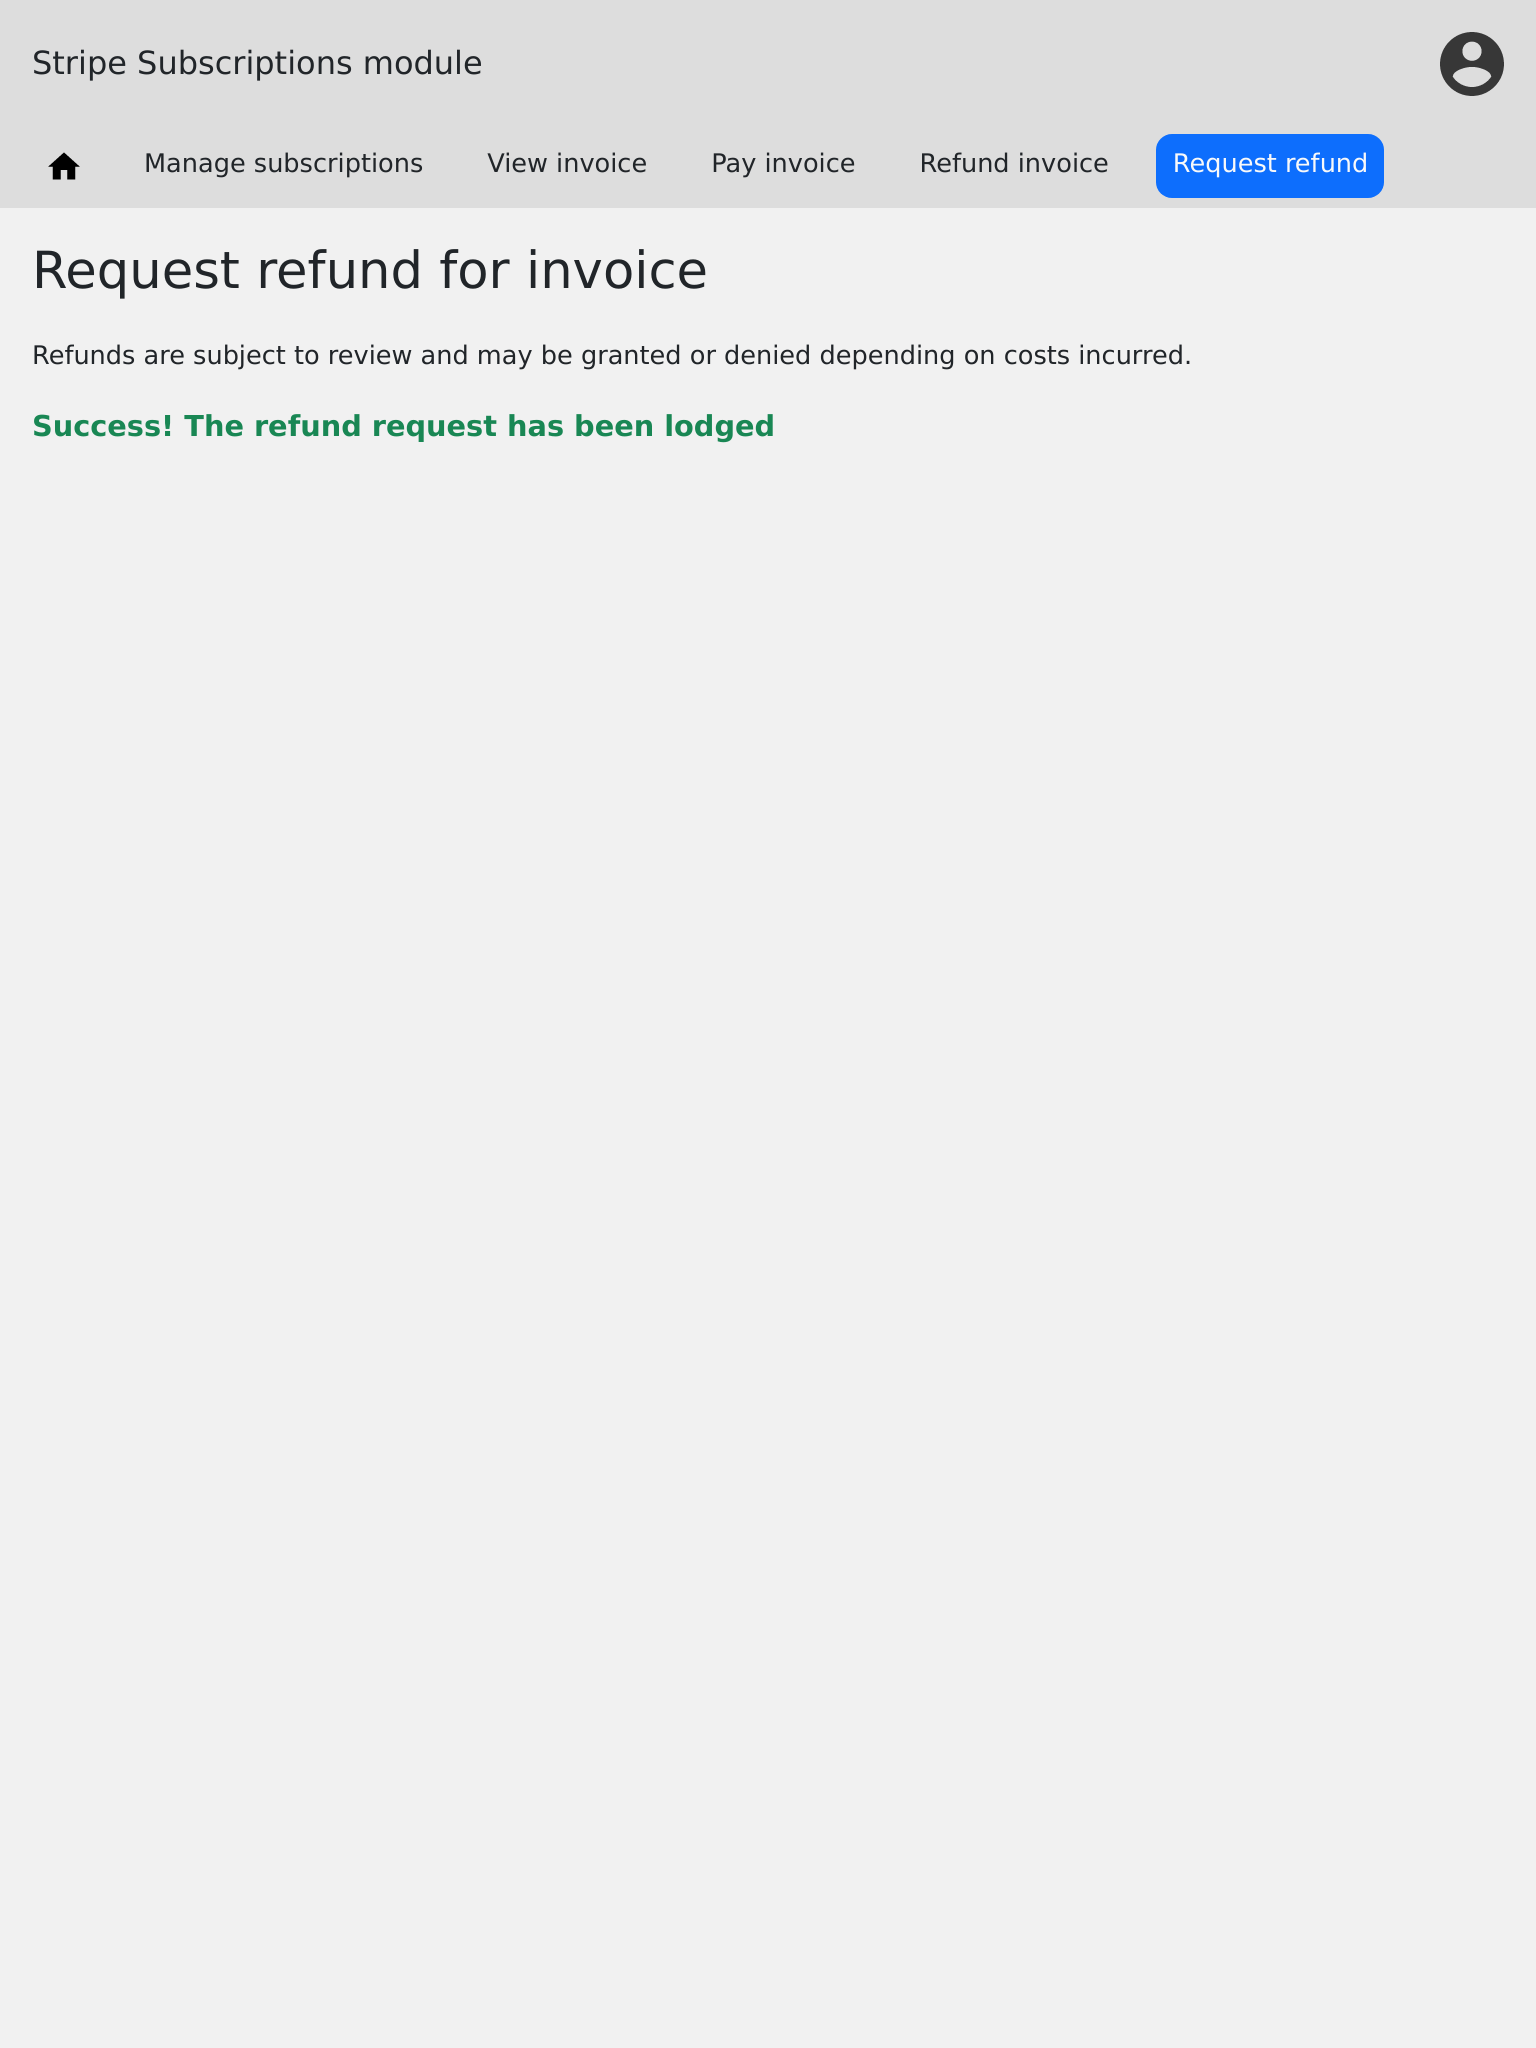 Stripe Subscriptions module
Manage subscriptions View invoice Pay invoice Refund invoice Request refund
Request refund for invoice
Refunds are subject to review and may be granted or denied depending on costs incurred.
Success! The refund request has been lodged